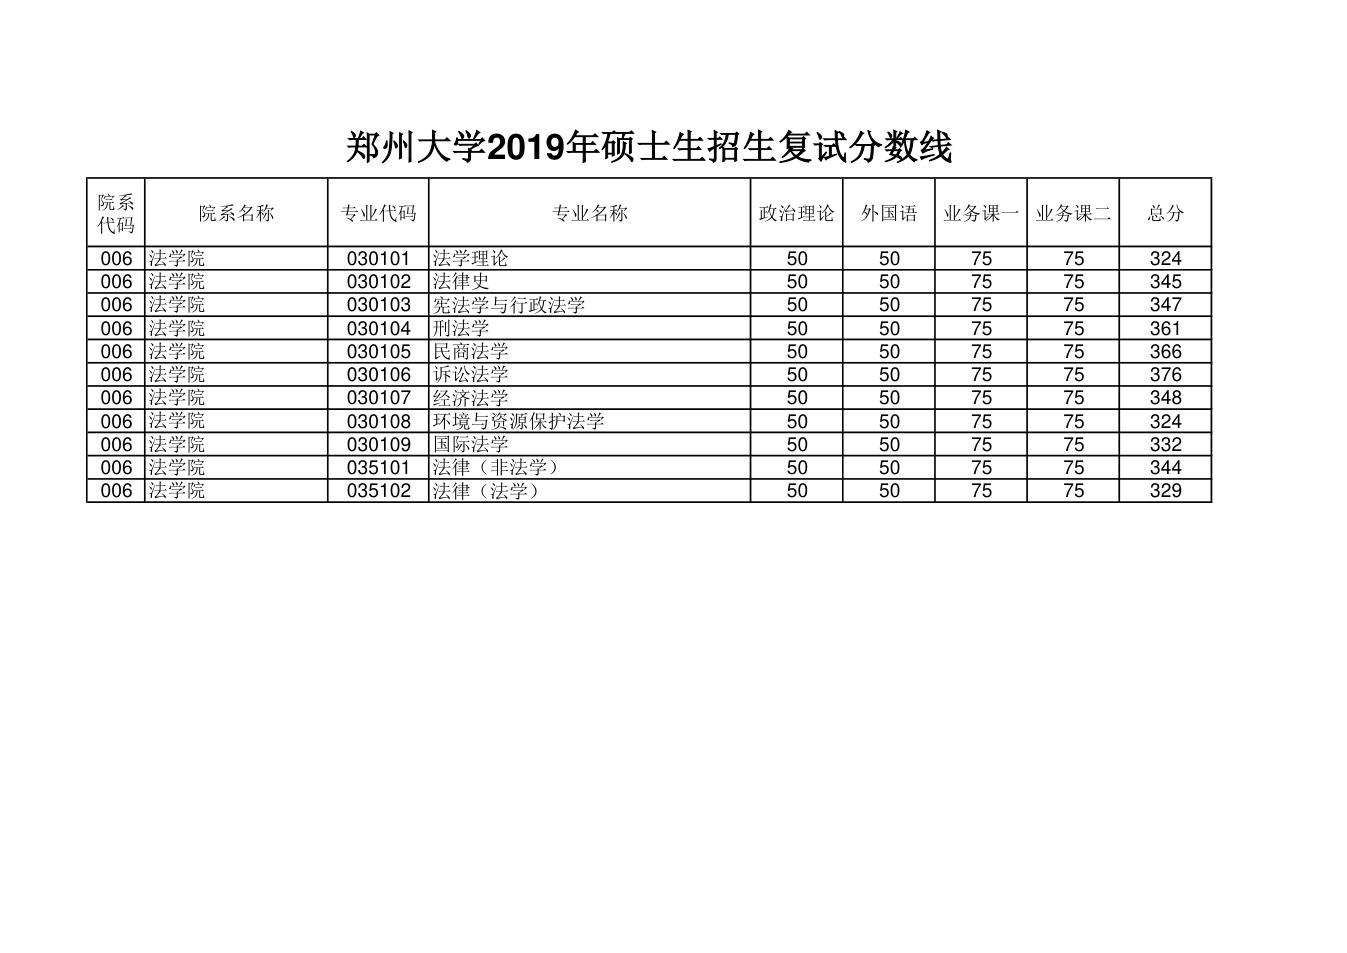 郑州大学2019年硕士生招生复试分数线
院系代码 院系名称 专业代码 专业名称 政治理论 外国语 业务课一 业务课二 总分
006 法学院 030101 法学理论 50 50 75 75 324
006 法学院 030102 法律史 50 50 75 75 345
006 法学院 030103 宪法学与行政法学 50 50 75 75 347
006 法学院 030104 刑法学 50 50 75 75 361
006 法学院 030105 民商法学 50 50 75 75 366
006 法学院 030106 诉讼法学 50 50 75 75 376
006 法学院 030107 经济法学 50 50 75 75 348
006 法学院 030108 环境与资源保护法学 50 50 75 75 324
006 法学院 030109 国际法学 50 50 75 75 332
006 法学院 035101 法律（非法学） 50 50 75 75 344
006 法学院 035102 法律（法学） 50 50 75 75 329